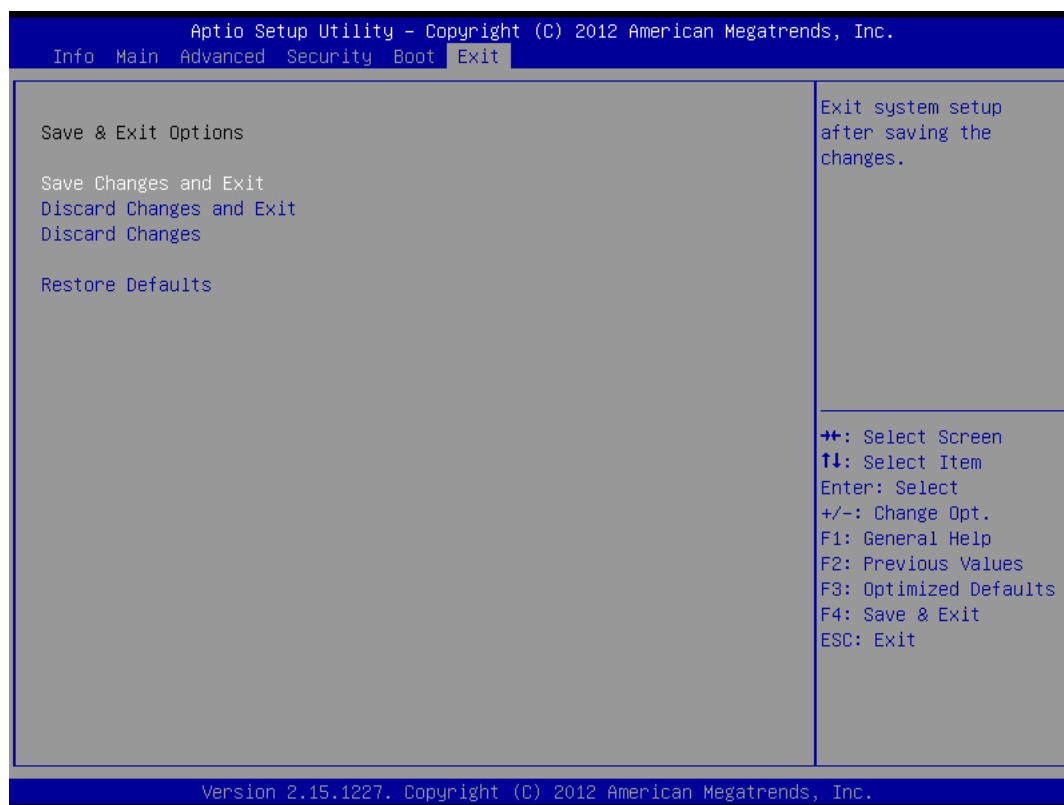 Aptio Setup Utility – Copyright (C) 2012 American Megatrends, Inc.
Info Main Advanced Security Boot Exit
Save & Exit Options
Save Changes and Exit
Discard Changes and Exit
Discard Changes
Restore Defaults
Exit system setup
after saving the
changes.
→←: Select Screen
↑↓: Select Item
Enter: Select
+/-: Change Opt.
F1: General Help
F2: Previous Values
F3: Optimized Defaults
F4: Save & Exit
ESC: Exit
Version 2.15.1227. Copyright (C) 2012 American Megatrends, Inc.